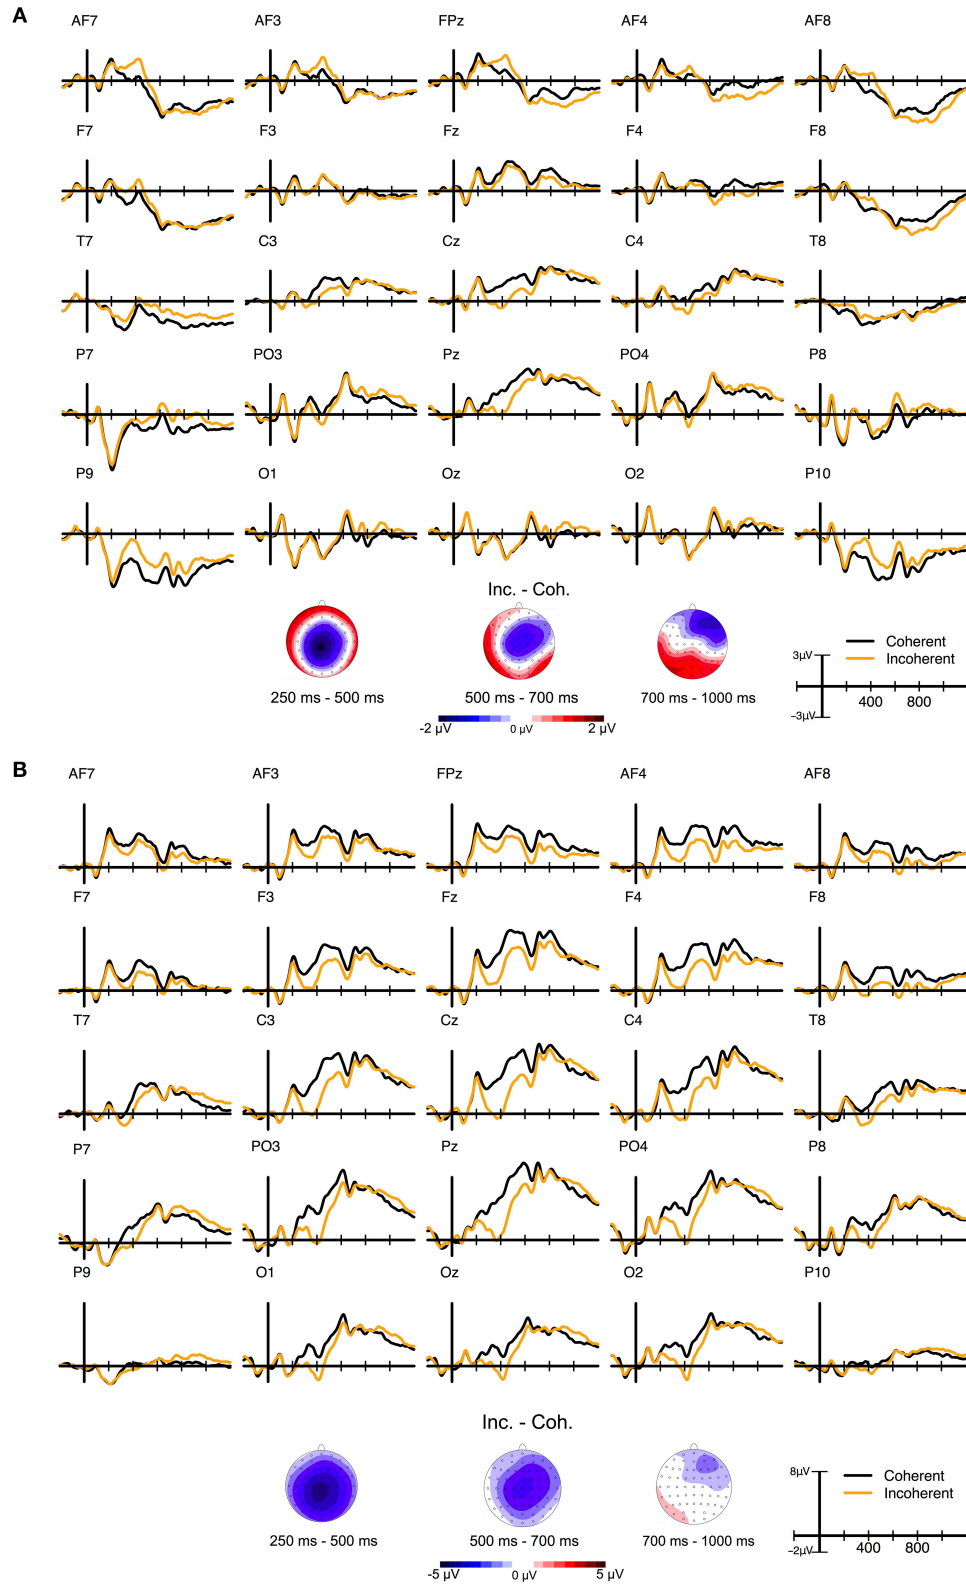 A
AF7 AF3 FPz AF4 AF8
F7 F3 Fz F4 F8
T7 C3 Cz C4 T8
P7 PO3 Pz PO4 P8
P9 O1 Oz O2 P10
Inc. - Coh.
250 ms - 500 ms 500 ms - 700 ms 700 ms - 1000 ms
-2 µV 0 µV 2 µV
Coherent
Incoherent
3µV
400 800
−3µV
B
AF7 AF3 FPz AF4 AF8
F7 F3 Fz F4 F8
T7 C3 Cz C4 T8
P7 PO3 Pz PO4 P8
P9 O1 Oz O2 P10
Inc. - Coh.
250 ms - 500 ms 500 ms - 700 ms 700 ms - 1000 ms
-5 µV 0 µV 5 µV
8µV
Coherent
Incoherent
400 800
−2µV